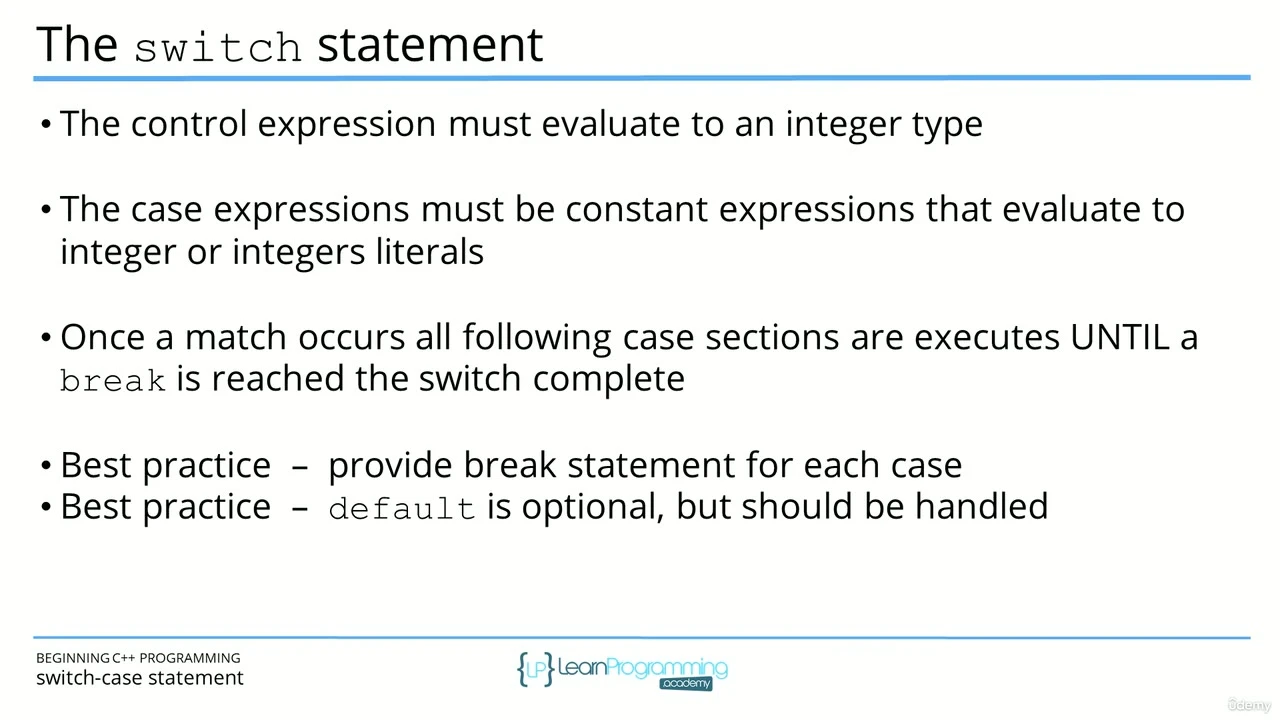 The switch statement
• The control expression must evaluate to an integer type
• The case expressions must be constant expressions that evaluate to
integer or integers literals
• Once a match occurs all following case sections are executes UNTIL a
break is reached the switch complete
• Best practice – provide break statement for each case
• Best practice – default is optional, but should be handled
BEGINNING C++ PROGRAMMING
switch-case statement
{LP} LearnProgramming
.academy
ûdemy